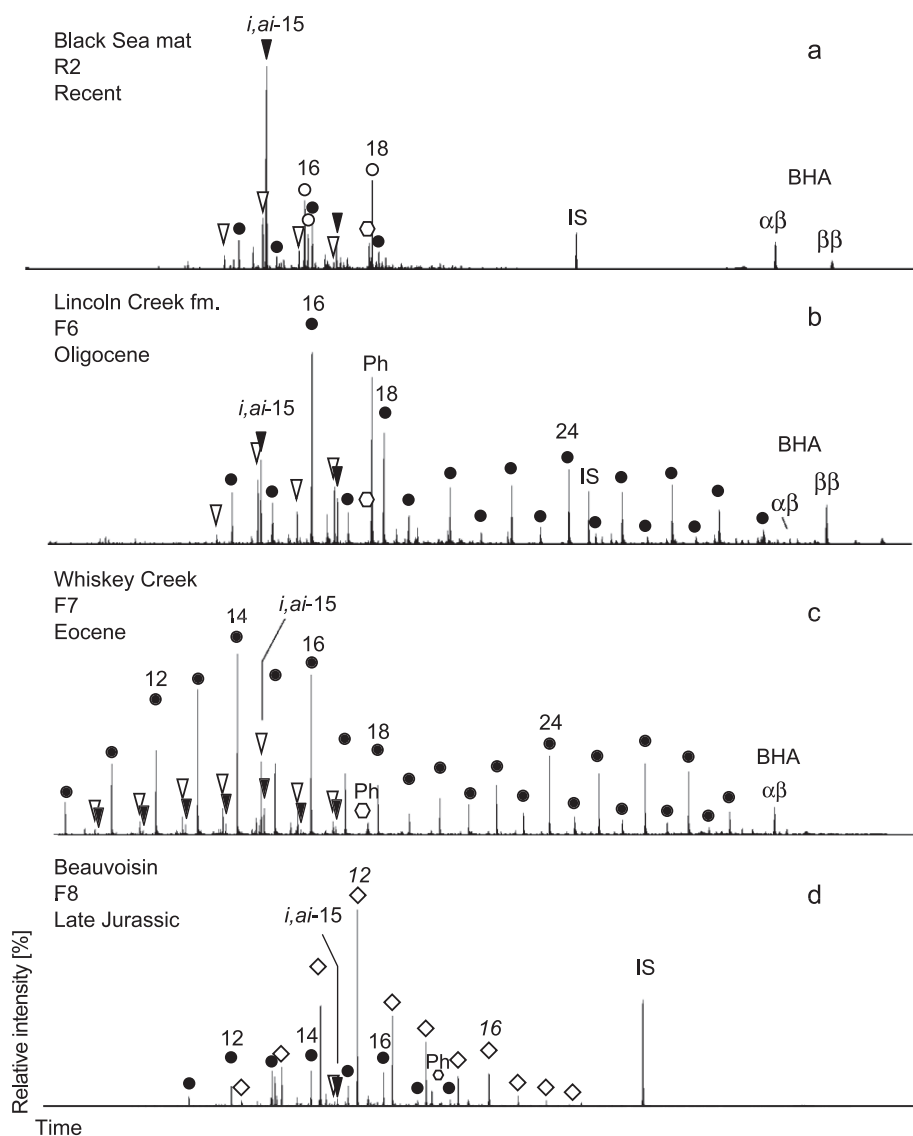 Black Sea mat
R2
Recent
i,ai-15
a
16
18
IS
BHA
αβ
ββ
Lincoln Creek fm.
F6
Oligocene
16
b
i,ai-15
Ph
18
24
IS
BHA
αβ
ββ
Whiskey Creek
F7
Eocene
i,ai-15
c
12
14
16
18
24
Ph
BHA
αβ
Beauvoisin
F8
Late Jurassic
i,ai-15
12
d
12
14
16
Ph
16
IS
Relative intensity [%]
Time